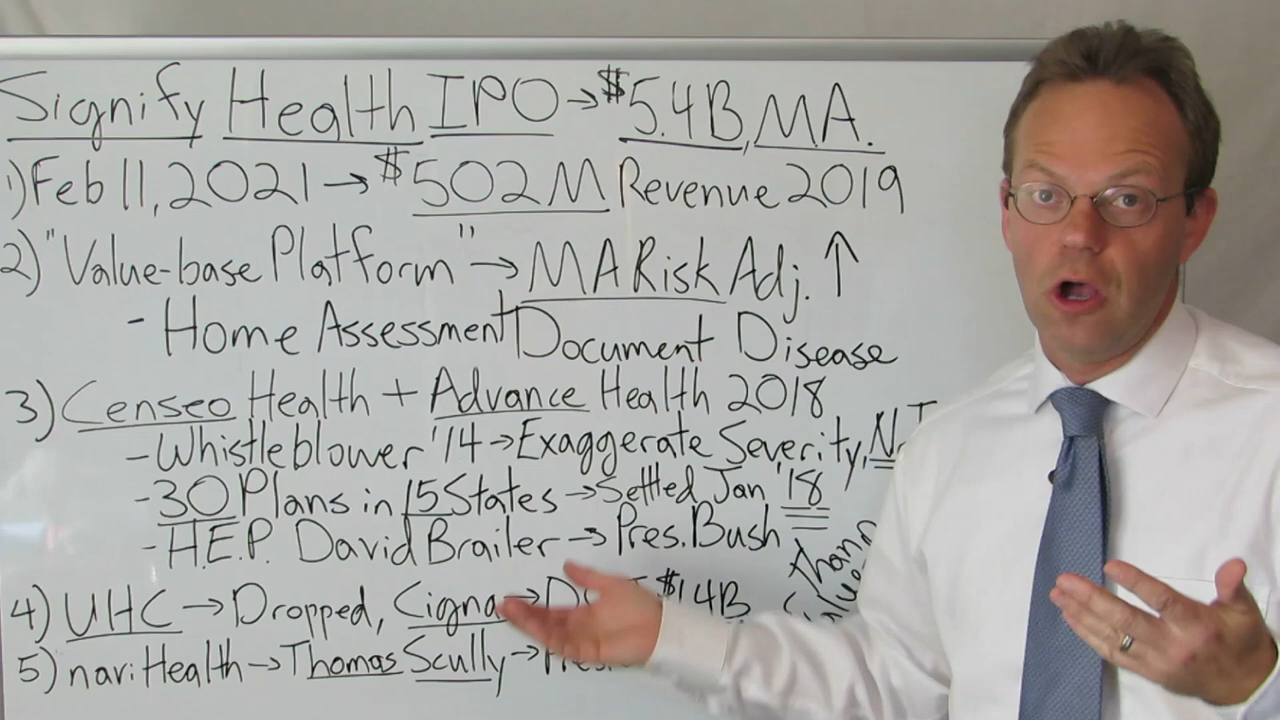 Signify Health IPO → $5.4B, MA.
1) Feb 11, 2021 → $502M Revenue 2019
2) "Value-base Platform" → MA Risk Adj. ↑
- Home Assessment Document Disease
3) Censeo Health + Advance Health 2018
- Whistleblower '14 → Exaggerate Severity,
- 30 Plans in 15 States → Settled Jan '18
- H.E.P. David Brailer → Pres. Bush
4) UHC → Dropped, Cigna → $14B
5) naviHealth → Thomas Scully →